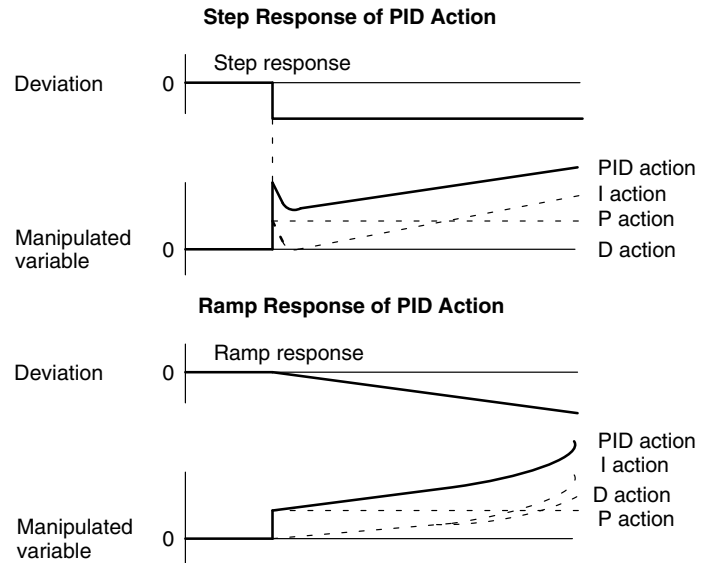 Step Response of PID Action
Step response
Deviation 0
PID action
I action
P action
Manipulated variable 0
D action
Ramp Response of PID Action
Ramp response
Deviation 0
PID action
I action
D action
P action
Manipulated variable 0